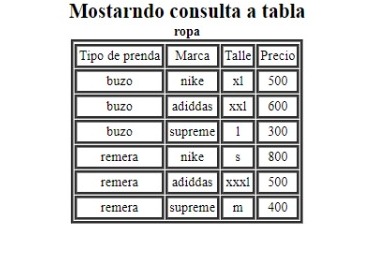 Mostarndo consulta a tabla
ropa
Tipo de prenda Marca Talle Precio
buzo nike xl 500
buzo adiddas xxl 600
buzo supreme l 300
remera nike s 800
remera adiddas xxxl 500
remera supreme m 400